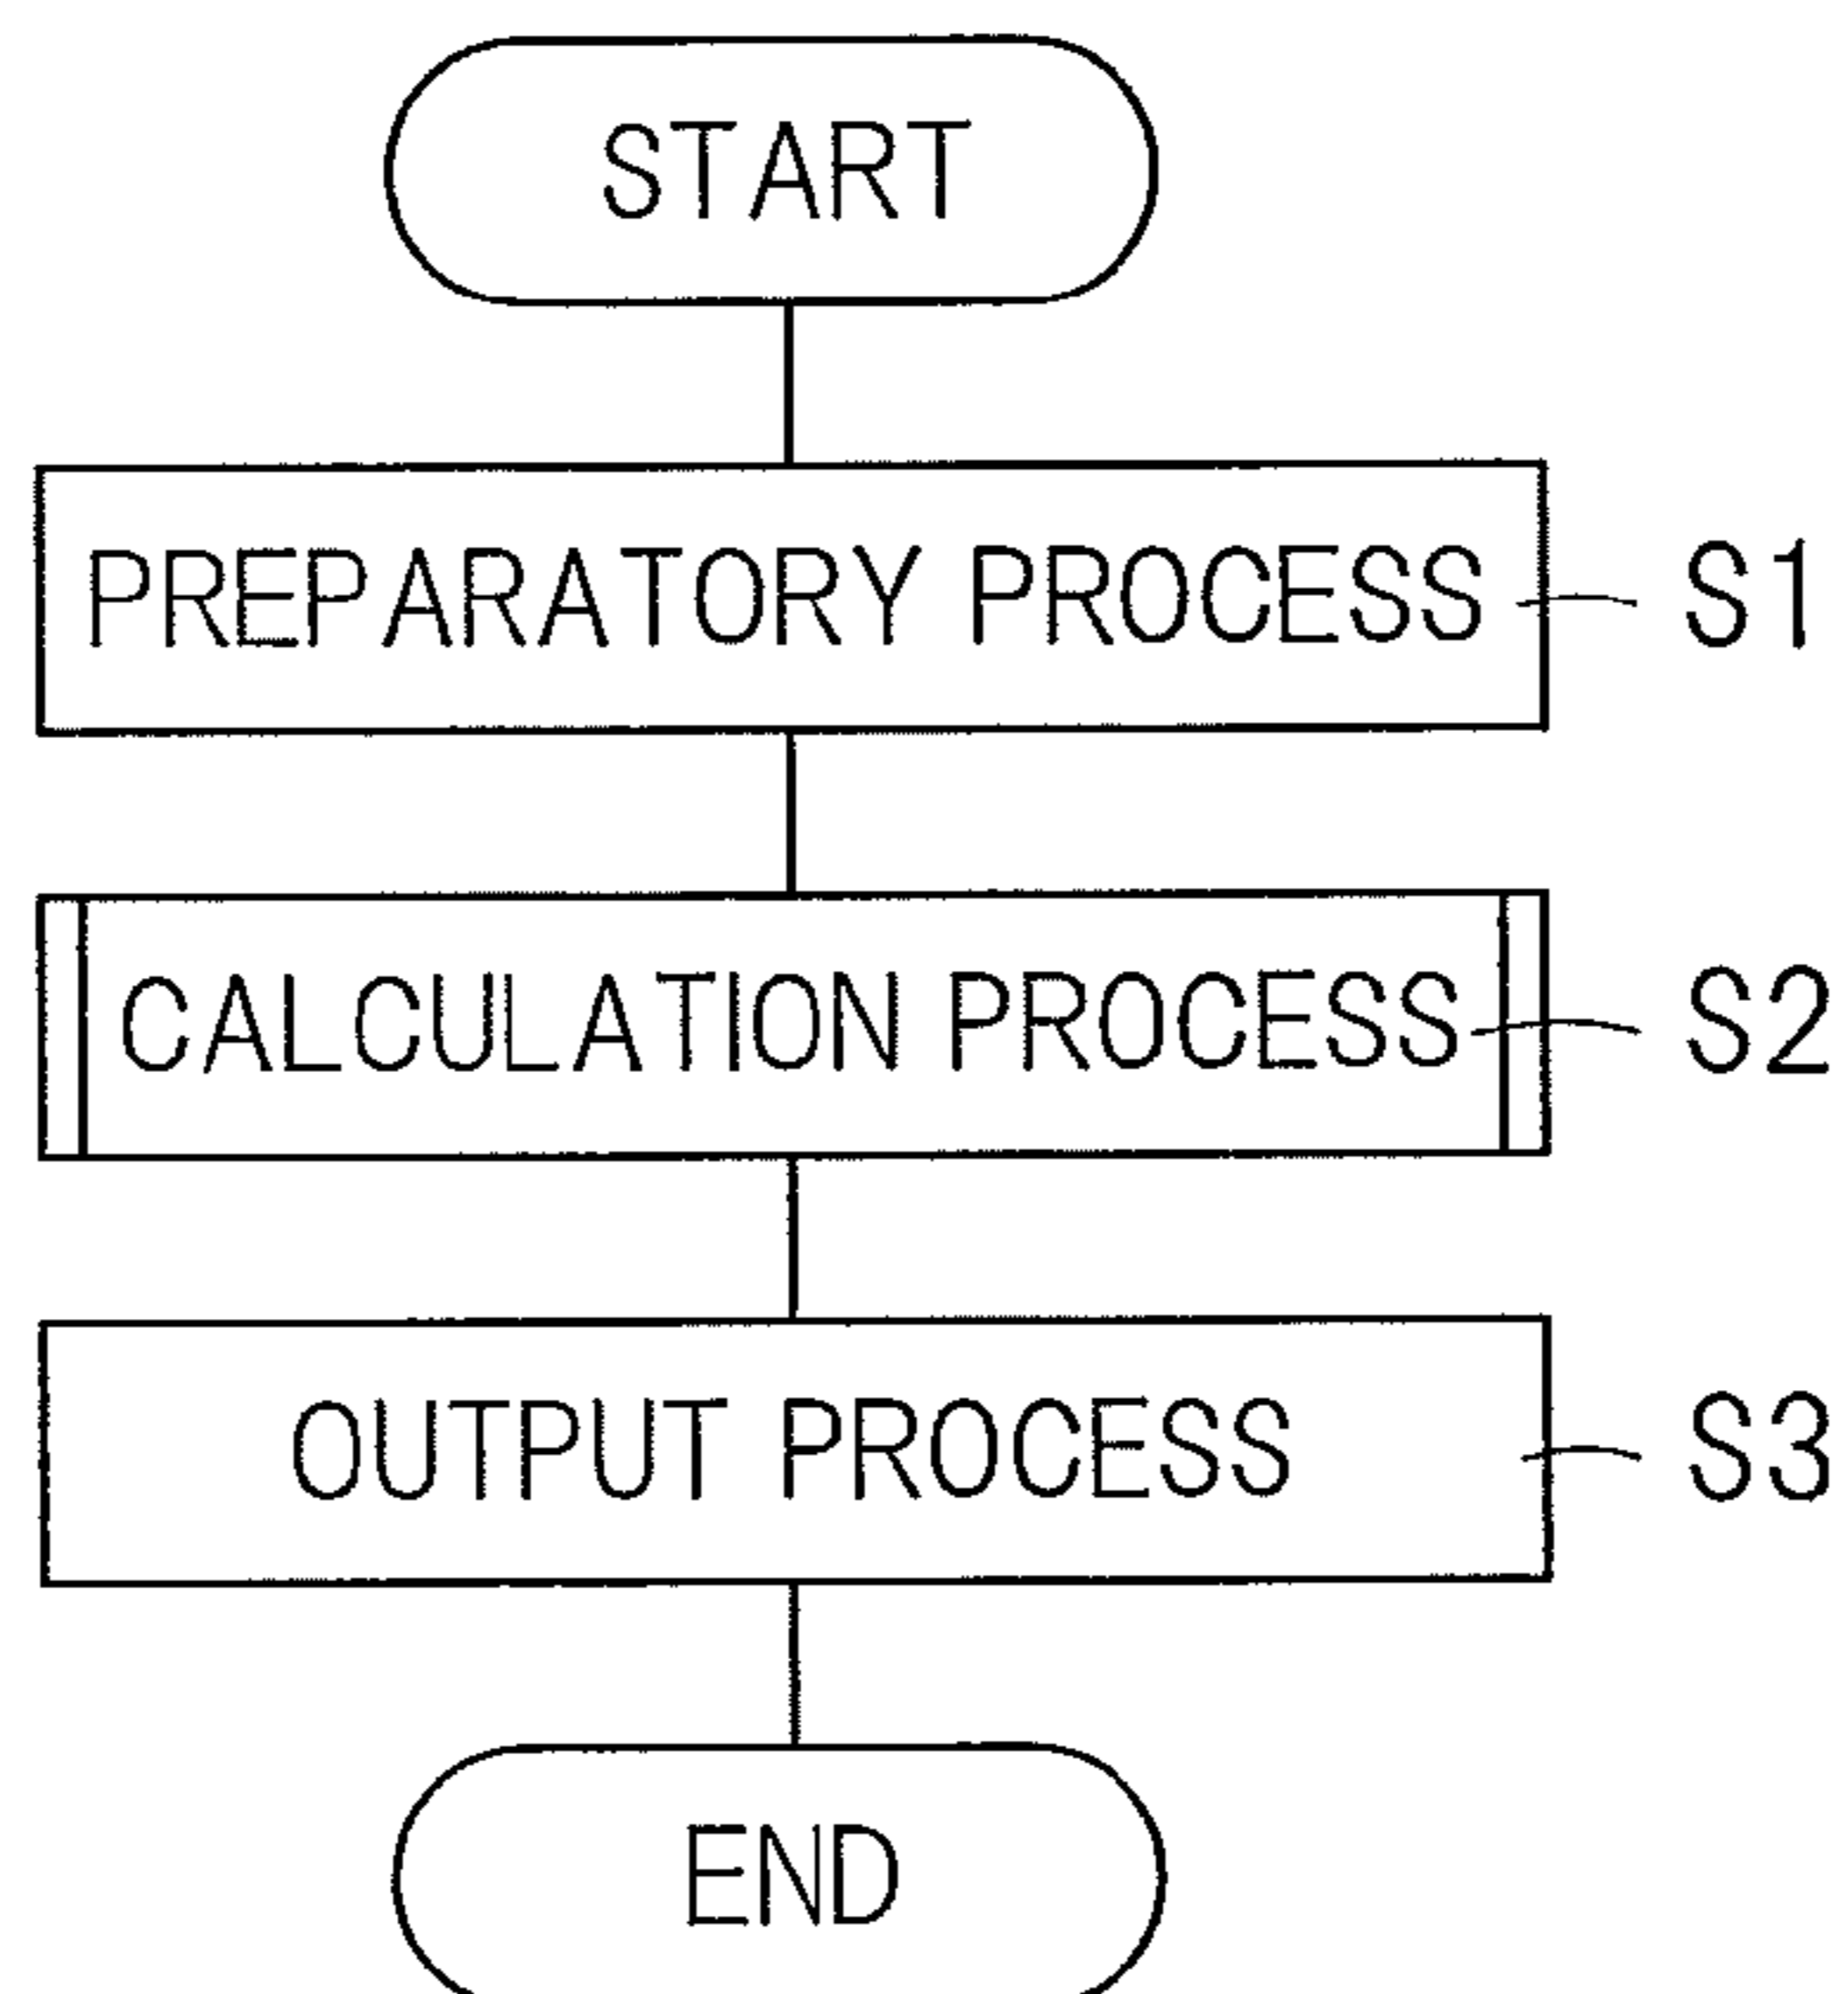 START
PREPARATORY PROCESS S1
CALCULATION PROCESS S2
OUTPUT PROCESS S3
END